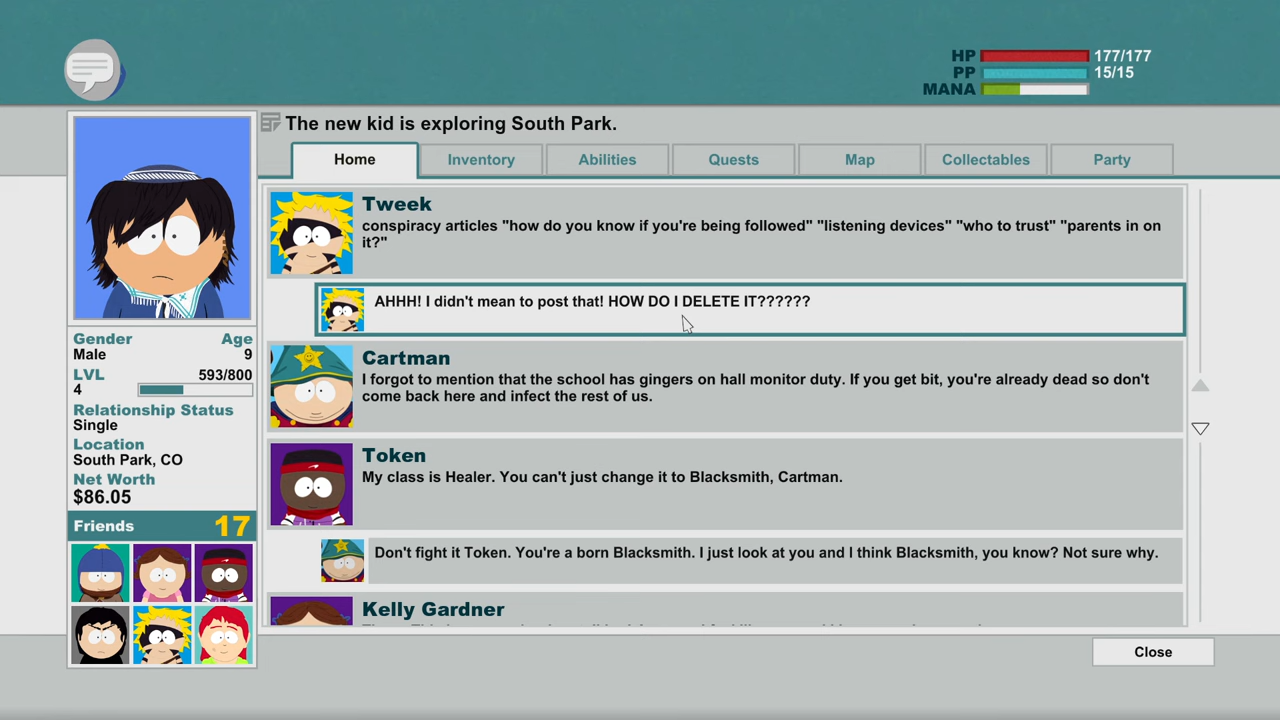 HP 177/177
PP 15/15
MANA
The new kid is exploring South Park.
Home Inventory Abilities Quests Map Collectables Party
Gender Age
Male 9
LVL 593/800
4
Relationship Status
Single
Location
South Park, CO
Net Worth
$86.05
Friends 17
Tweek
conspiracy articles "how do you know if you're being followed" "listening devices" "who to trust" "parents in on
it?"
AHHH! I didn't mean to post that! HOW DO I DELETE IT??????
Cartman
I forgot to mention that the school has gingers on hall monitor duty. If you get bit, you're already dead so don't
come back here and infect the rest of us.
Token
My class is Healer. You can't just change it to Blacksmith, Cartman.
Don't fight it Token. You're a born Blacksmith. I just look at you and I think Blacksmith, you know? Not sure why.
Kelly Gardner
Close